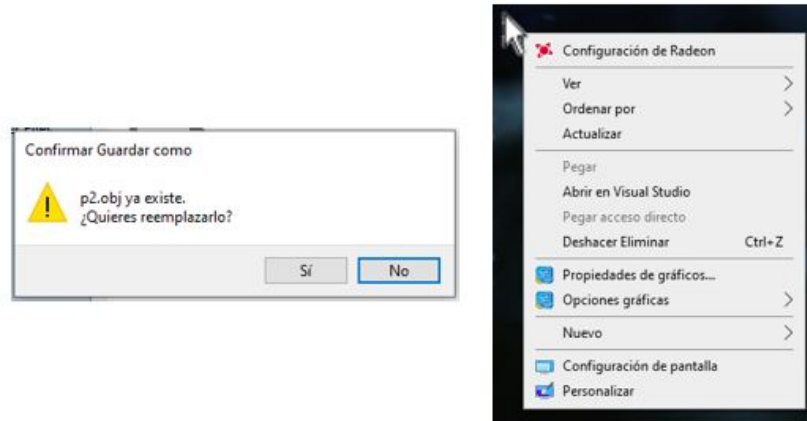 Confirmar Guardar como
p2.obj ya existe.
¿Quieres reemplazarlo?
Sí
No
Configuración de Radeon
Ver
Ordenar por
Actualizar
Pegar
Abrir en Visual Studio
Pegar acceso directo
Deshacer Eliminar Ctrl+Z
Propiedades de gráficos...
Opciones gráficas
Nuevo
Configuración de pantalla
Personalizar